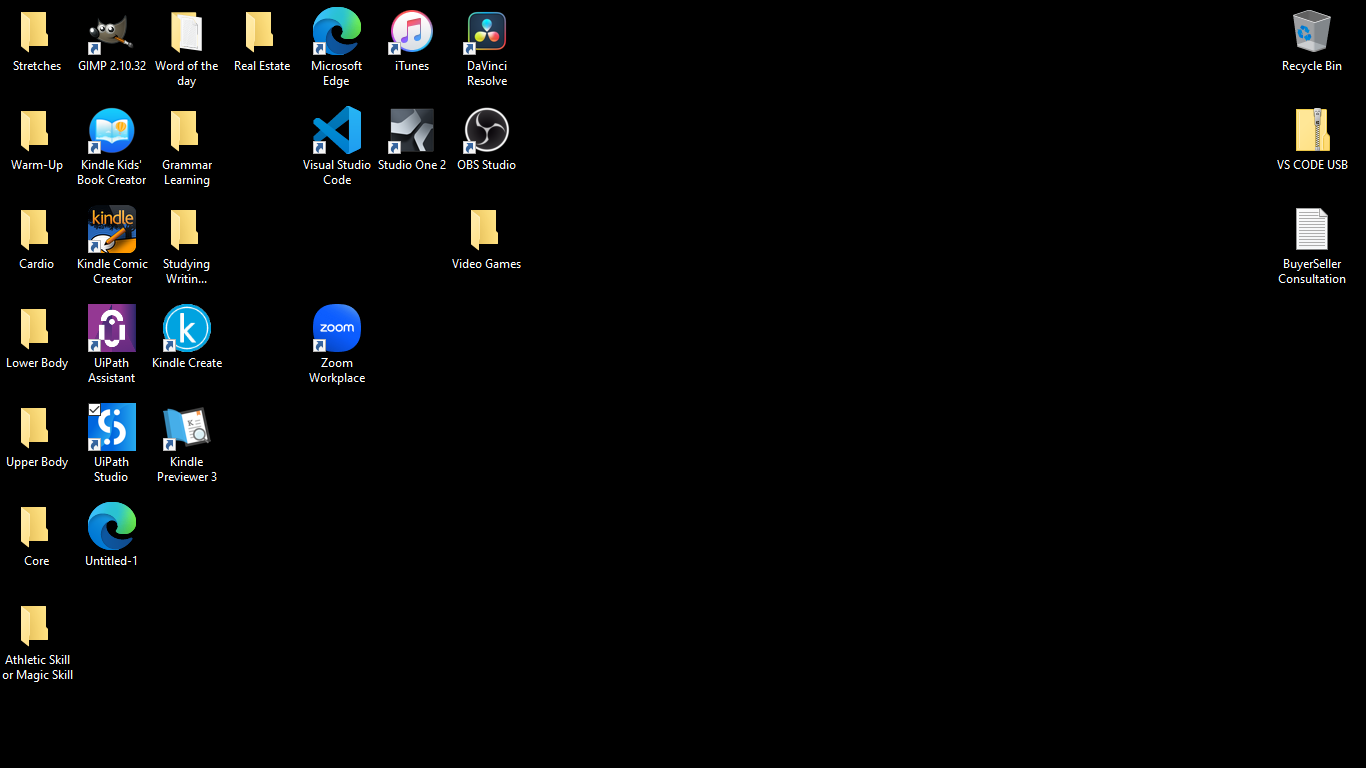 Stretches
GIMP 2.10.32
Word of the
day
Real Estate
Microsoft
Edge
iTunes
DaVinci
Resolve
Recycle Bin
Warm-Up
Kindle Kids'
Book Creator
Grammar
Learning
Visual Studio
Code
Studio One 2
OBS Studio
VS CODE USB
Cardio
kindle
Kindle Comic
Creator
Studying
Writin...
Video Games
BuyerSeller
Consultation
Lower Body
UiPath
Assistant
k
Kindle Create
zoom
Zoom
Workplace
Upper Body
UiPath
Studio
K
Kindle
Previewer 3
Core
Untitled-1
Athletic Skill
or Magic Skill